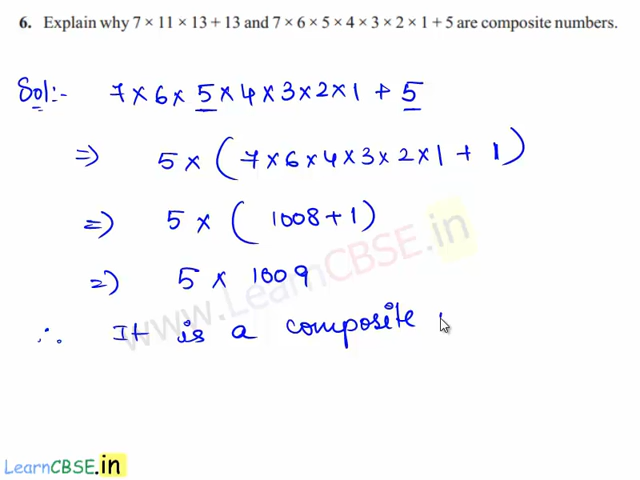 6. Explain why 7 × 11 × 13 + 13 and 7 × 6 × 5 × 4 × 3 × 2 × 1 + 5 are composite numbers.
Sol:- 7 × 6 × 5 × 4 × 3 × 2 × 1 + 5
⇒ 5 × ( 7 × 6 × 4 × 3 × 2 × 1 + 1 )
⇒ 5 × ( 1008 + 1 )
⇒ 5 × 1009
∴ It is a composite
www.LearnCBSE.in
LearnCBSE.in